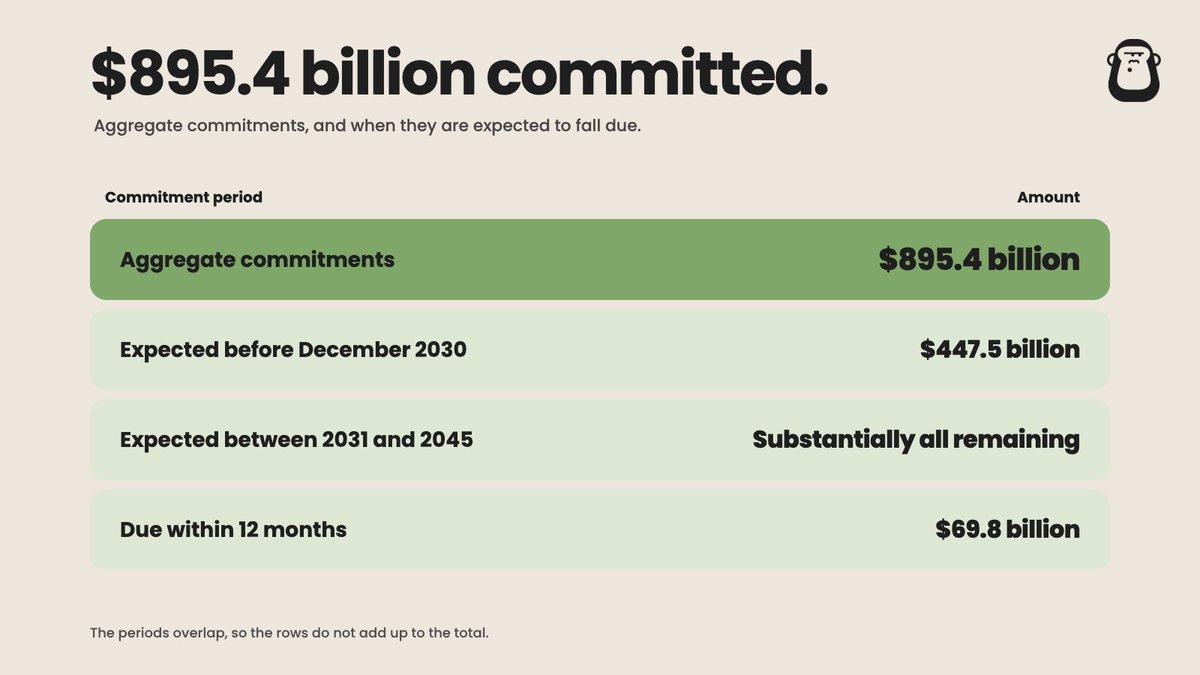 $895.4 billion committed.
Aggregate commitments, and when they are expected to fall due.
Commitment period Amount
Aggregate commitments $895.4 billion
Expected before December 2030 $447.5 billion
Expected between 2031 and 2045 Substantially all remaining
Due within 12 months $69.8 billion
The periods overlap, so the rows do not add up to the total.